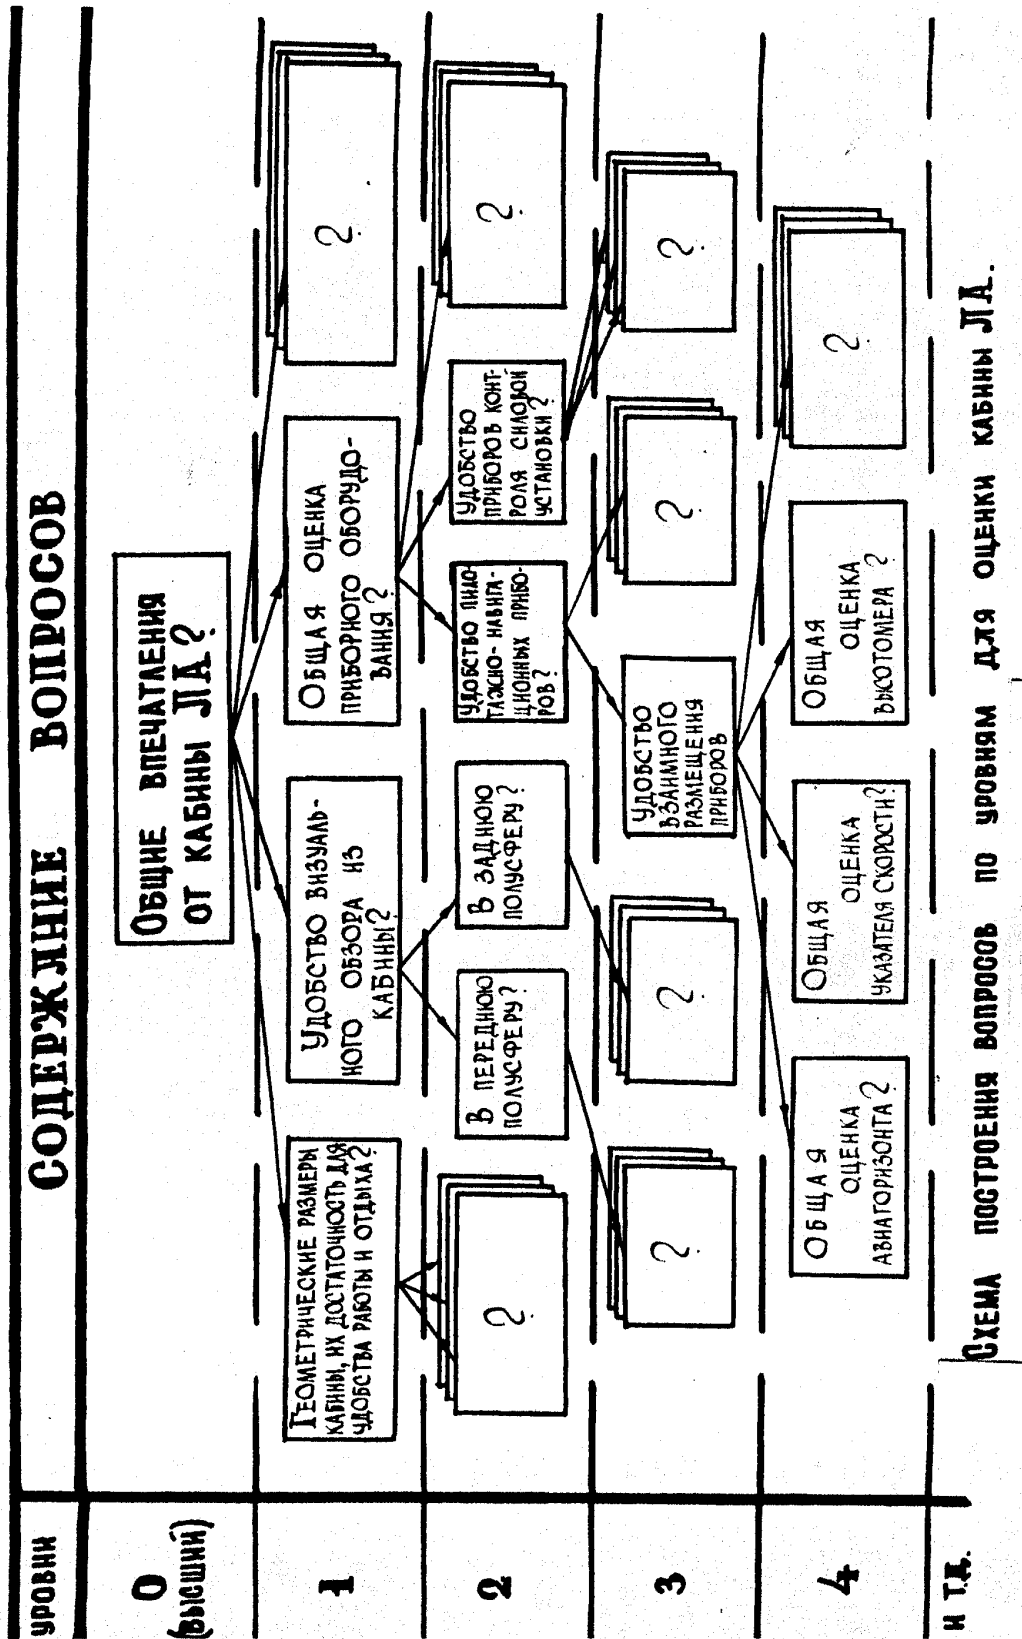 УРОВНИ
СОДЕРЖАНИЕ ВОПРОСОВ
0
(ВЫСШИЙ)
ОБЩИЕ ВПЕЧАТЛЕНИЯ
ОТ КАБИНЫ ЛА?
1
ГЕОМЕТРИЧЕСКИЕ РАЗМЕРЫ
КАБИНЫ, ИХ ДОСТАТОЧНОСТЬ ДЛЯ
УДОБСТВА РАБОТЫ И ОТДЫХА?
УДОБСТВО ВИЗУАЛЬ-
НОГО ОБЗОРА ИЗ
КАБИНЫ?
ОБЩАЯ ОЦЕНКА
ПРИБОРНОГО ОБОРУДО-
ВАНИЯ?
?
2
?
В ПЕРЕДНЮЮ
ПОЛУСФЕРУ?
В ЗАДНЮЮ
ПОЛУСФЕРУ?
УДОБСТВО ПИЛО-
ТАЖНО-НАВИГА-
ЦИОННЫХ ПРИБО-
РОВ?
УДОБСТВО
ПРИБОРОВ КОНТ-
РОЛЯ СИЛОВОЙ
УСТАНОВКИ?
?
3
?
?
УДОБСТВО
ВЗАИМНОГО
РАЗМЕЩЕНИЯ
ПРИБОРОВ
?
?
4
ОБЩАЯ
ОЦЕНКА
АВИАГОРИЗОНТА?
ОБЩАЯ
ОЦЕНКА
УКАЗАТЕЛЯ СКОРОСТИ?
ОБЩАЯ
ОЦЕНКА
ВЫСОТОМЕРА?
?
И Т.Д.
СХЕМА ПОСТРОЕНИЯ ВОПРОСОВ ПО УРОВНЯМ ДЛЯ ОЦЕНКИ КАБИНЫ ЛА.